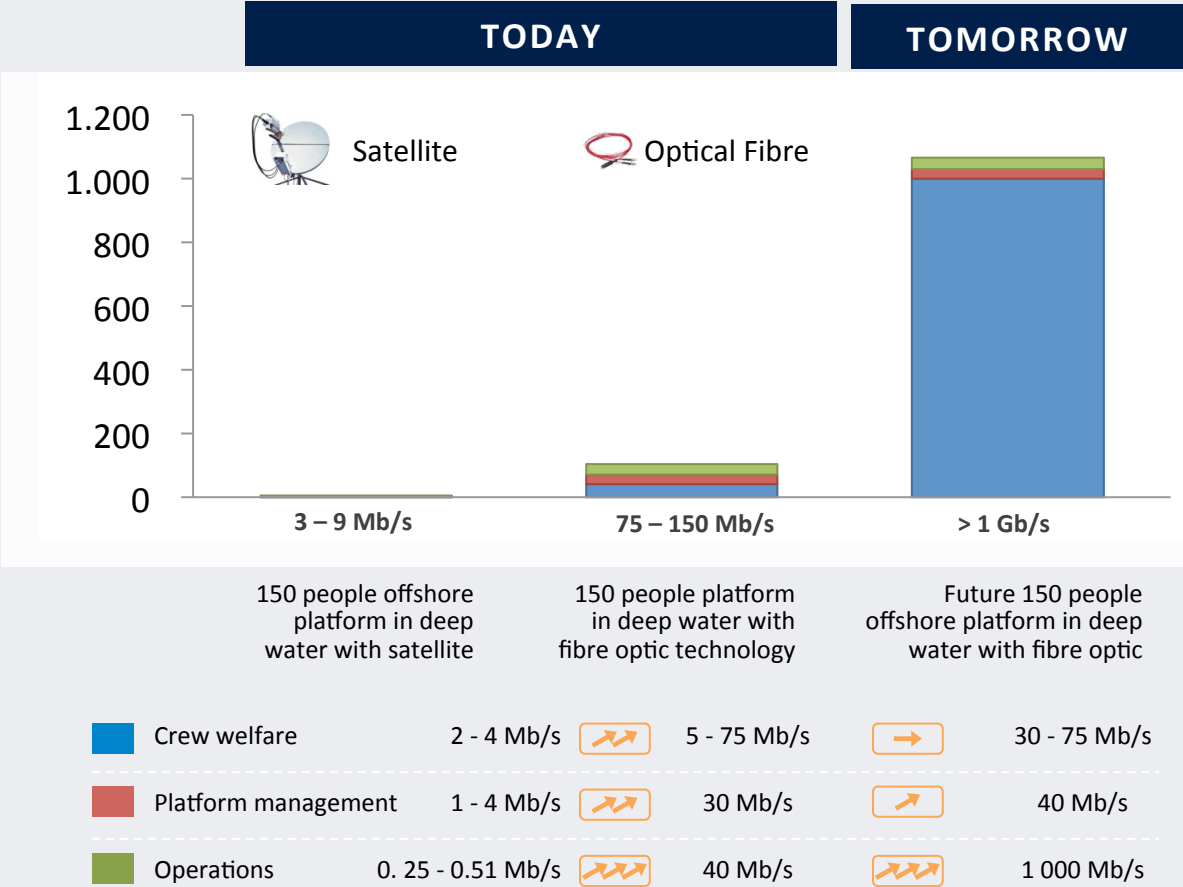 TODAY
TOMORROW
1.200
1.000
800
600
400
200
0
Satellite
Optical Fibre
3 – 9 Mb/s
75 – 150 Mb/s
> 1 Gb/s
150 people offshore
platform in deep
water with satellite
150 people platform
in deep water with
fibre optic technology
Future 150 people
offshore platform in deep
water with fibre optic
Crew welfare 2 - 4 Mb/s 5 - 75 Mb/s 30 - 75 Mb/s
Platform management 1 - 4 Mb/s 30 Mb/s 40 Mb/s
Operations 0. 25 - 0.51 Mb/s 40 Mb/s 1 000 Mb/s